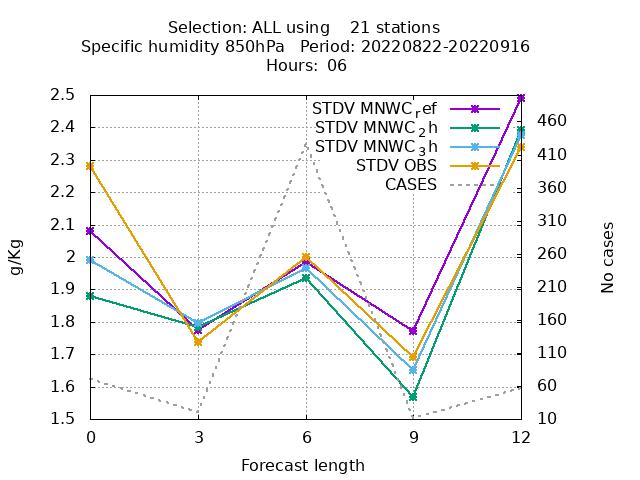 Selection: ALL using 21 stations
Specific humidity 850hPa Period: 20220822-20220916
Hours: 06
STDV MNWCref
STDV MNWC2h
STDV MNWC3h
STDV OBS
CASES
2.5
2.4
2.3
2.2
2.1
2
1.9
1.8
1.7
1.6
1.5
g/Kg
460
410
360
310
260
210
160
110
60
10
No cases
0 3 6 9 12
Forecast length